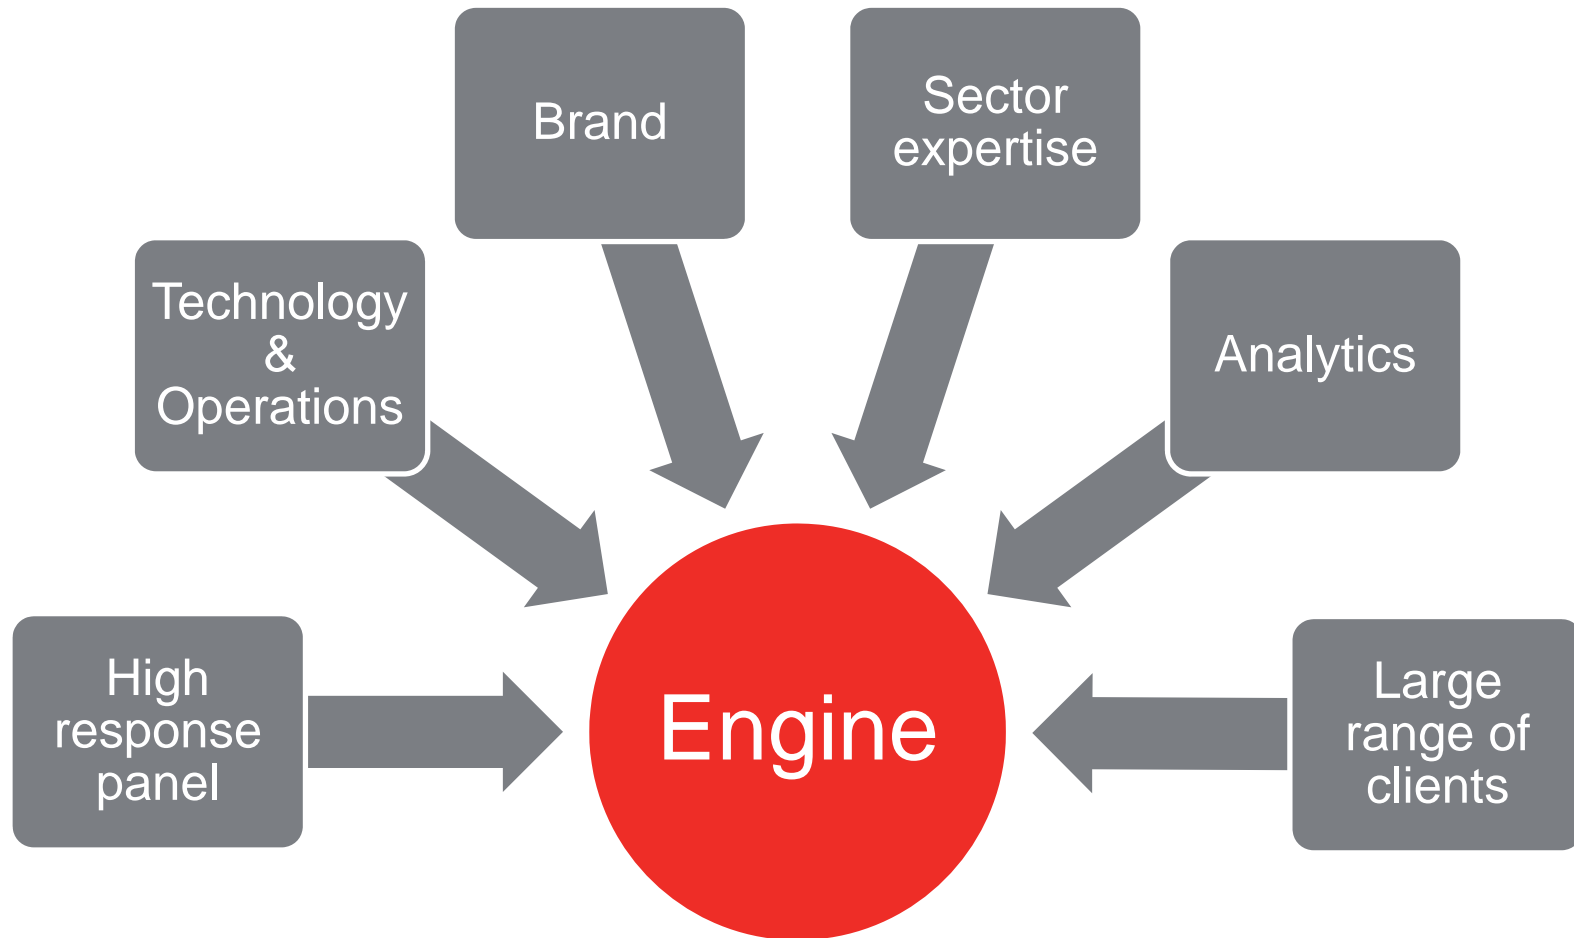 Brand
Sector
expertise
Technology
&
Operations
Analytics
High
response
panel
Engine
Large
range of
clients